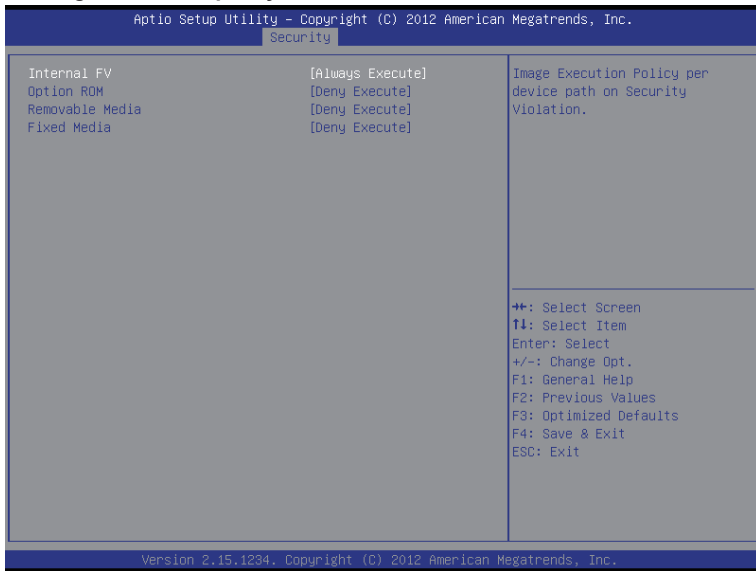 Aptio Setup Utility – Copyright (C) 2012 American Megatrends, Inc.
Security
Internal FV [Always Execute]
Option ROM [Deny Execute]
Removable Media [Deny Execute]
Fixed Media [Deny Execute]
Image Execution Policy per
device path on Security
Violation.
→←: Select Screen
↑↓: Select Item
Enter: Select
+/-: Change Opt.
F1: General Help
F2: Previous Values
F3: Optimized Defaults
F4: Save & Exit
ESC: Exit
Version 2.15.1234. Copyright (C) 2012 American Megatrends, Inc.